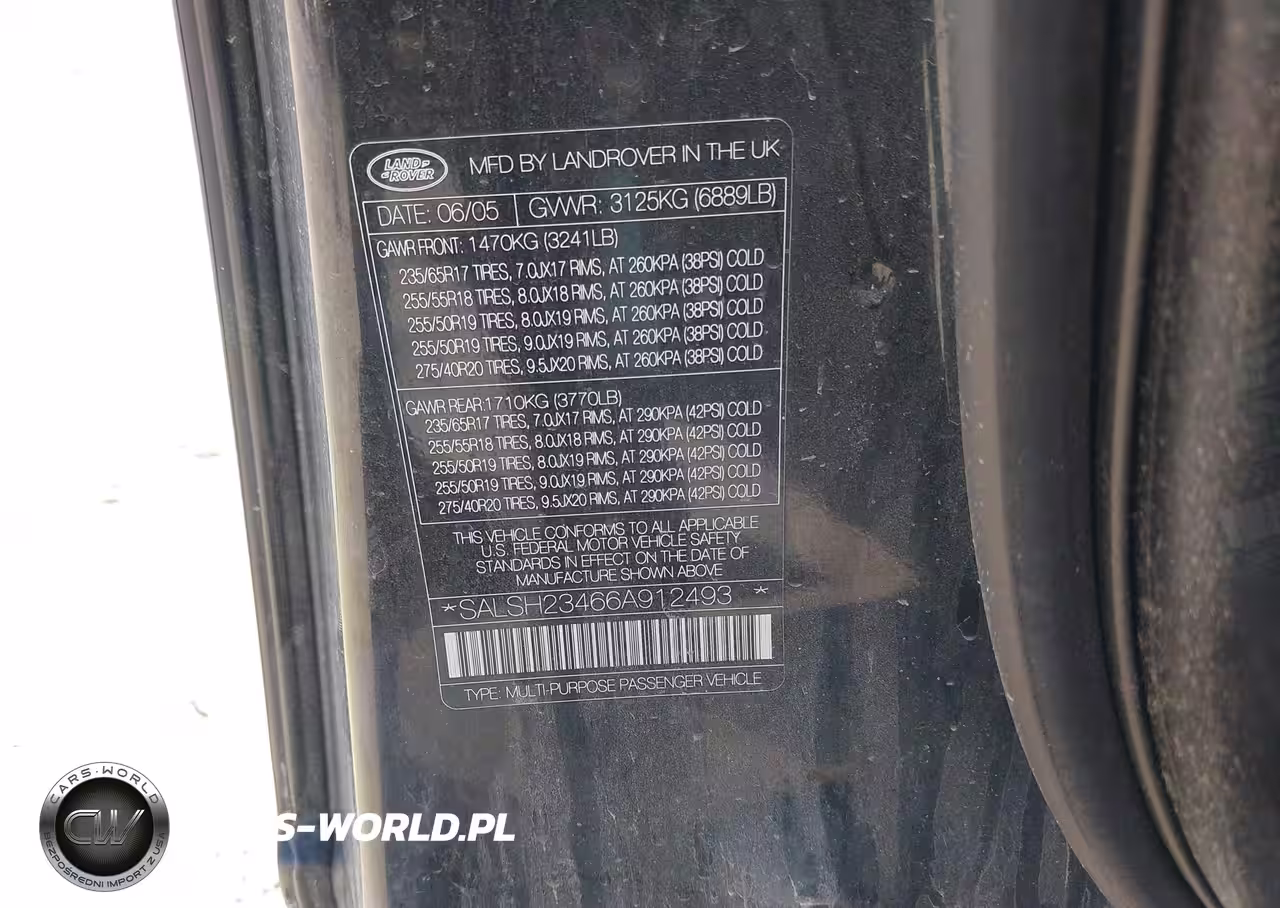 LAND-
-ROVER
MFD BY LANDROVER IN THE UK
DATE: 06/05 GVWR: 3125KG (6889LB)
GAWR FRONT: 1470KG (3241LB)
235/65R17 TIRES, 7.0JX17 RIMS, AT 260KPA (38PSI) COLD
255/55R18 TIRES, 8.0JX18 RIMS, AT 260KPA (38PSI) COLD
255/50R19 TIRES, 8.0JX19 RIMS, AT 260KPA (38PSI) COLD
255/50R19 TIRES, 9.0JX19 RIMS, AT 260KPA (38PSI) COLD
275/40R20 TIRES, 9.5JX20 RIMS, AT 260KPA (38PSI) COLD
GAWR REAR:1710KG (3770LB)
235/65R17 TIRES, 7.0JX17 RIMS, AT 290KPA (42PSI) COLD
255/55R18 TIRES, 8.0JX18 RIMS, AT 290KPA (42PSI) COLD
255/50R19 TIRES, 8.0JX19 RIMS, AT 290KPA (42PSI) COLD
255/50R19 TIRES, 9.0JX19 RIMS, AT 290KPA (42PSI) COLD
275/40R20 TIRES, 9.5JX20 RIMS, AT 290KPA (42PSI) COLD
THIS VEHICLE CONFORMS TO ALL APPLICABLE
U.S. FEDERAL MOTOR VEHICLE SAFETY
STANDARDS IN EFFECT ON THE DATE OF
MANUFACTURE SHOWN ABOVE
*SALSH23466A912493 *
TYPE: MULTI-PURPOSE PASSENGER VEHICLE
CARS-WORLD
CW
BEZPOŚREDNI IMPORT Z USA
S-WORLD.PL